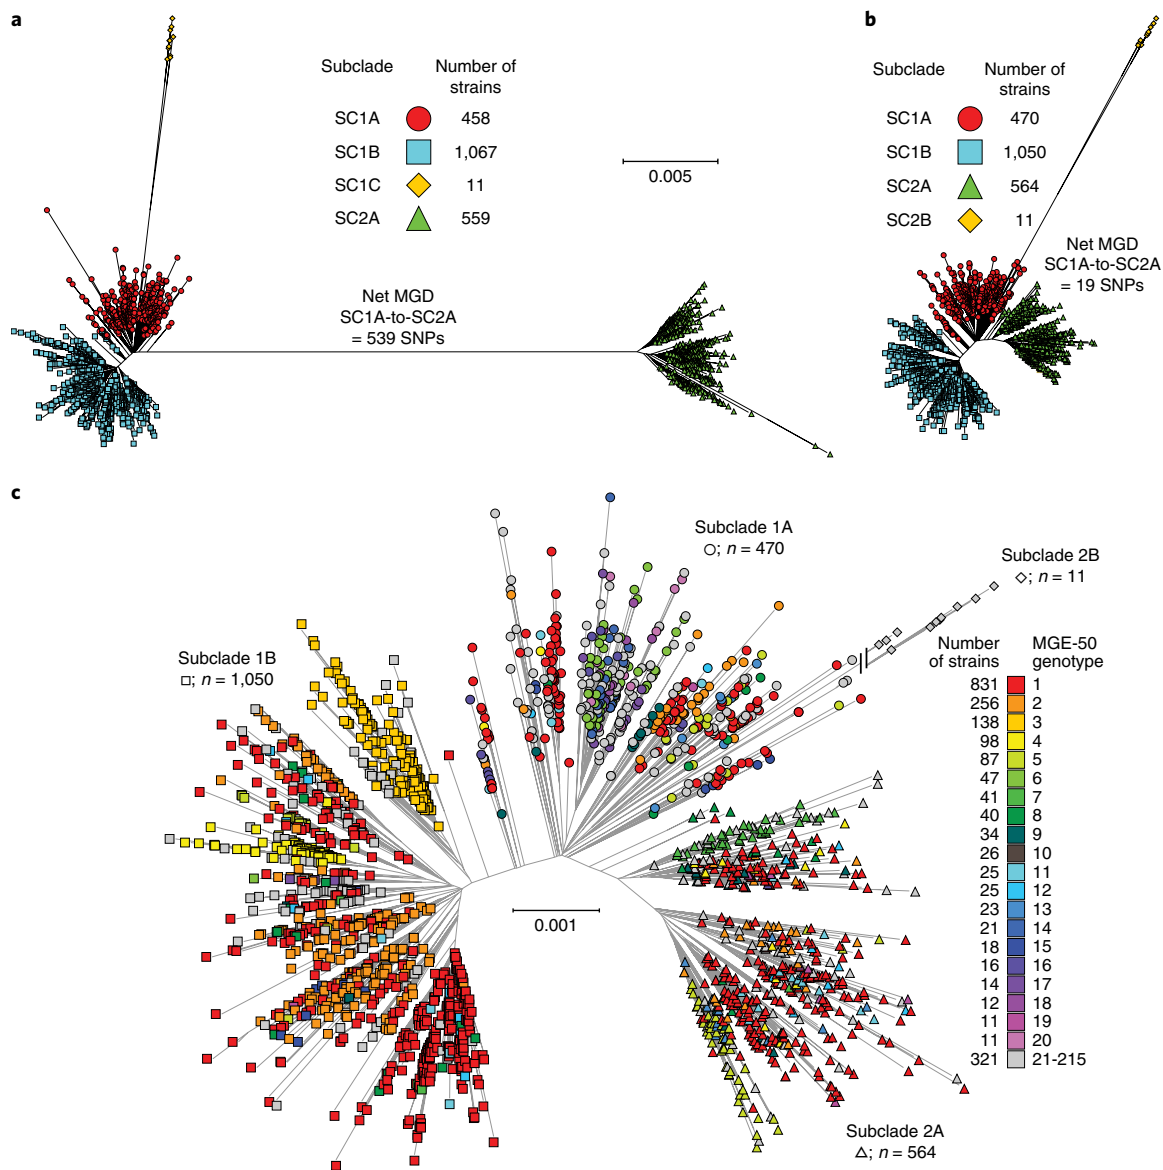 a
Subclade Number of
strains
SC1A 458
SC1B 1,067
SC1C 11
SC2A 559
0.005
Net MGD
SC1A-to-SC2A
= 539 SNPs
b
Subclade Number of
strains
SC1A 470
SC1B 1,050
SC2A 564
SC2B 11
Net MGD
SC1A-to-SC2A
= 19 SNPs
c
Subclade 1A
○; n = 470
Subclade 2B
◇; n = 11
Subclade 1B
□; n = 1,050
Number MGE-50
of strains genotype
831 1
256 2
138 3
98 4
87 5
47 6
41 7
40 8
34 9
26 10
25 11
25 12
23 13
21 14
18 15
16 16
14 17
12 18
11 19
11 20
321 21-215
0.001
Subclade 2A
△; n = 564